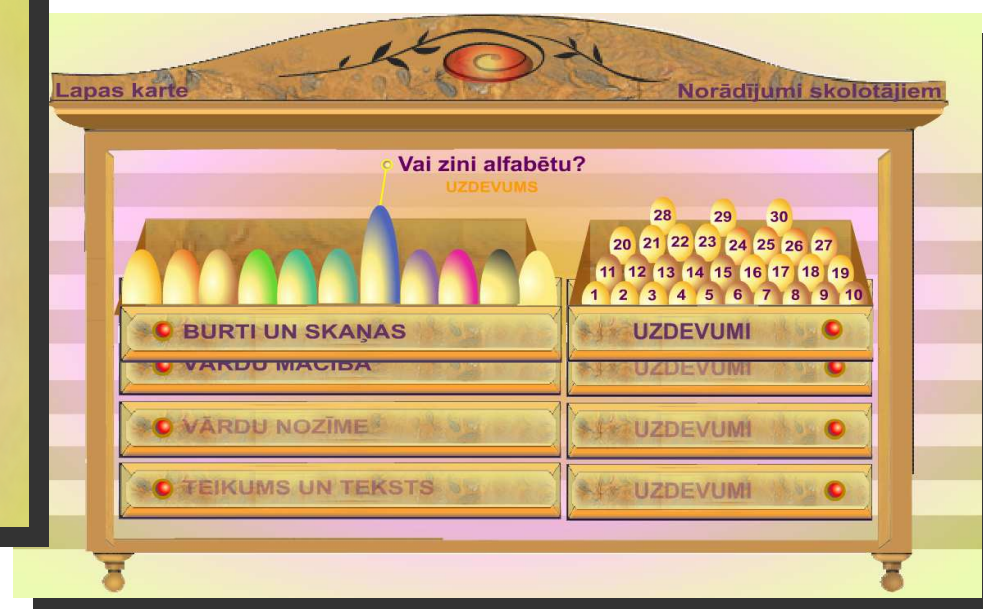 Lapas karte
Norādījumi skolotājiem
Vai zini alfabētu?
UZDEVUMS
28 29 30
20 21 22 23 24 25 26 27
11 12 13 14 15 16 17 18 19
1 2 3 4 5 6 7 8 9 10
BURTI UN SKAŅAS
UZDEVUMI
VĀRDU MĀCĪBA
UZDEVUMI
VĀRDU NOZĪME
UZDEVUMI
TEIKUMS UN TEKSTS
UZDEVUMI